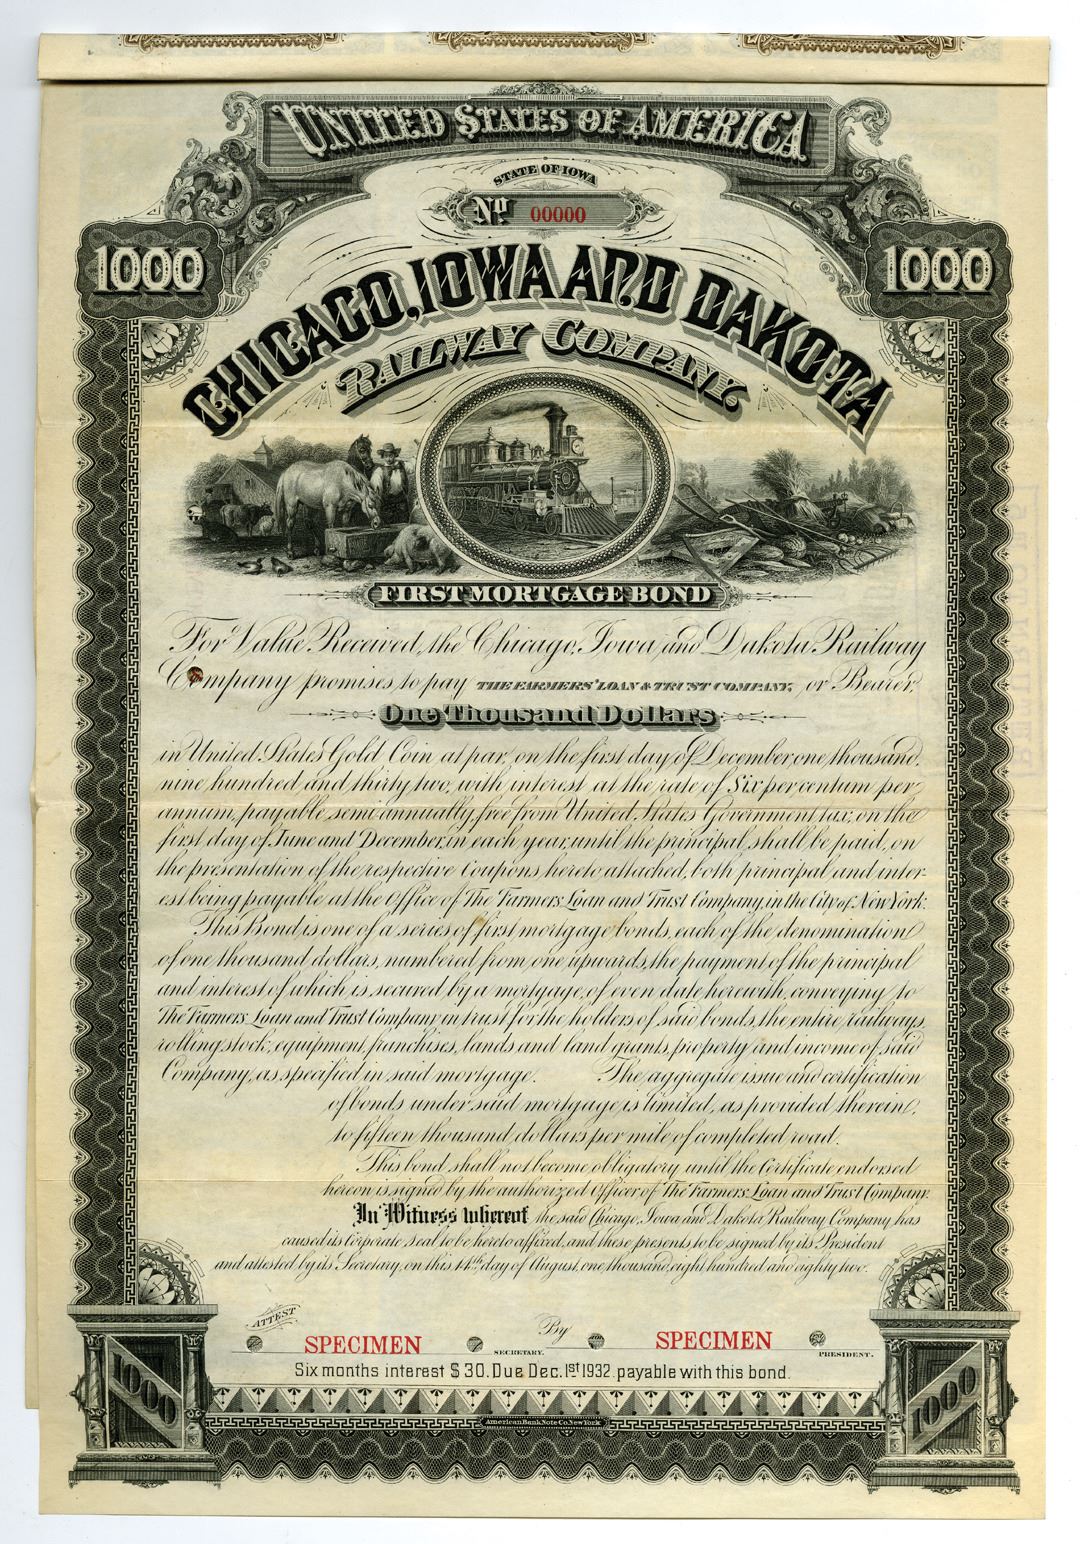 UNITED STATES OF AMERICA
STATE OF IOWA
No 00000
1000 1000
CHICAGO, IOWA AND DAKOTA
RAILWAY COMPANY.
FIRST MORTGAGE BOND
For Value Received, the Chicago, Iowa and Dakota Railway
Company promises to pay THE FARMERS' LOAN & TRUST COMPANY, or Bearer,
One Thousand Dollars
in United States Gold Coin at par, on the first day of December, one thousand,
nine hundred and thirty two, with interest at the rate of Six per centum per
annum, payable semi-annually, free from United States Government tax, on the
first day of June and December, in each year, until the principal shall be paid, on
the presentation of the respective Coupons hereto attached, both principal and inter-
est being payable at the Office of The Farmers Loan and Trust Company, in the City of New York.
This Bond is one of a series of first mortgage bonds, each of the denomination
of one thousand dollars, numbered from one upwards, the payment of the principal
and interest of which is secured by a mortgage, of even date herewith, conveying to
The Farmers Loan and Trust Company in trust for the holders of said bonds, the entire railways,
rolling stock, equipment, franchises, lands and land grants, property and income of said
Company, as specified in said mortgage. The aggregate issue and certification
of bonds under said mortgage, is limited, as provided therein,
to fifteen thousand dollars per mile of completed road.
This bond shall not become obligatory until the Certificate endorsed
hereon is signed by the authorized Officer of The Farmers Loan and Trust Company.
In Witness whereof the said Chicago, Iowa and Dakota Railway Company has
caused its Corporate Seal to be hereto affixed, and these presents to be signed by its President
and attested by its Secretary, on this 14th day of August, one thousand, eight hundred and eighty two.
ATTEST By
SPECIMEN SPECIMEN
SECRETARY. PRESIDENT.
Six months interest $30. Due Dec. 1st 1932. payable with this bond.
1000 1000
American Bank Note Co. New York